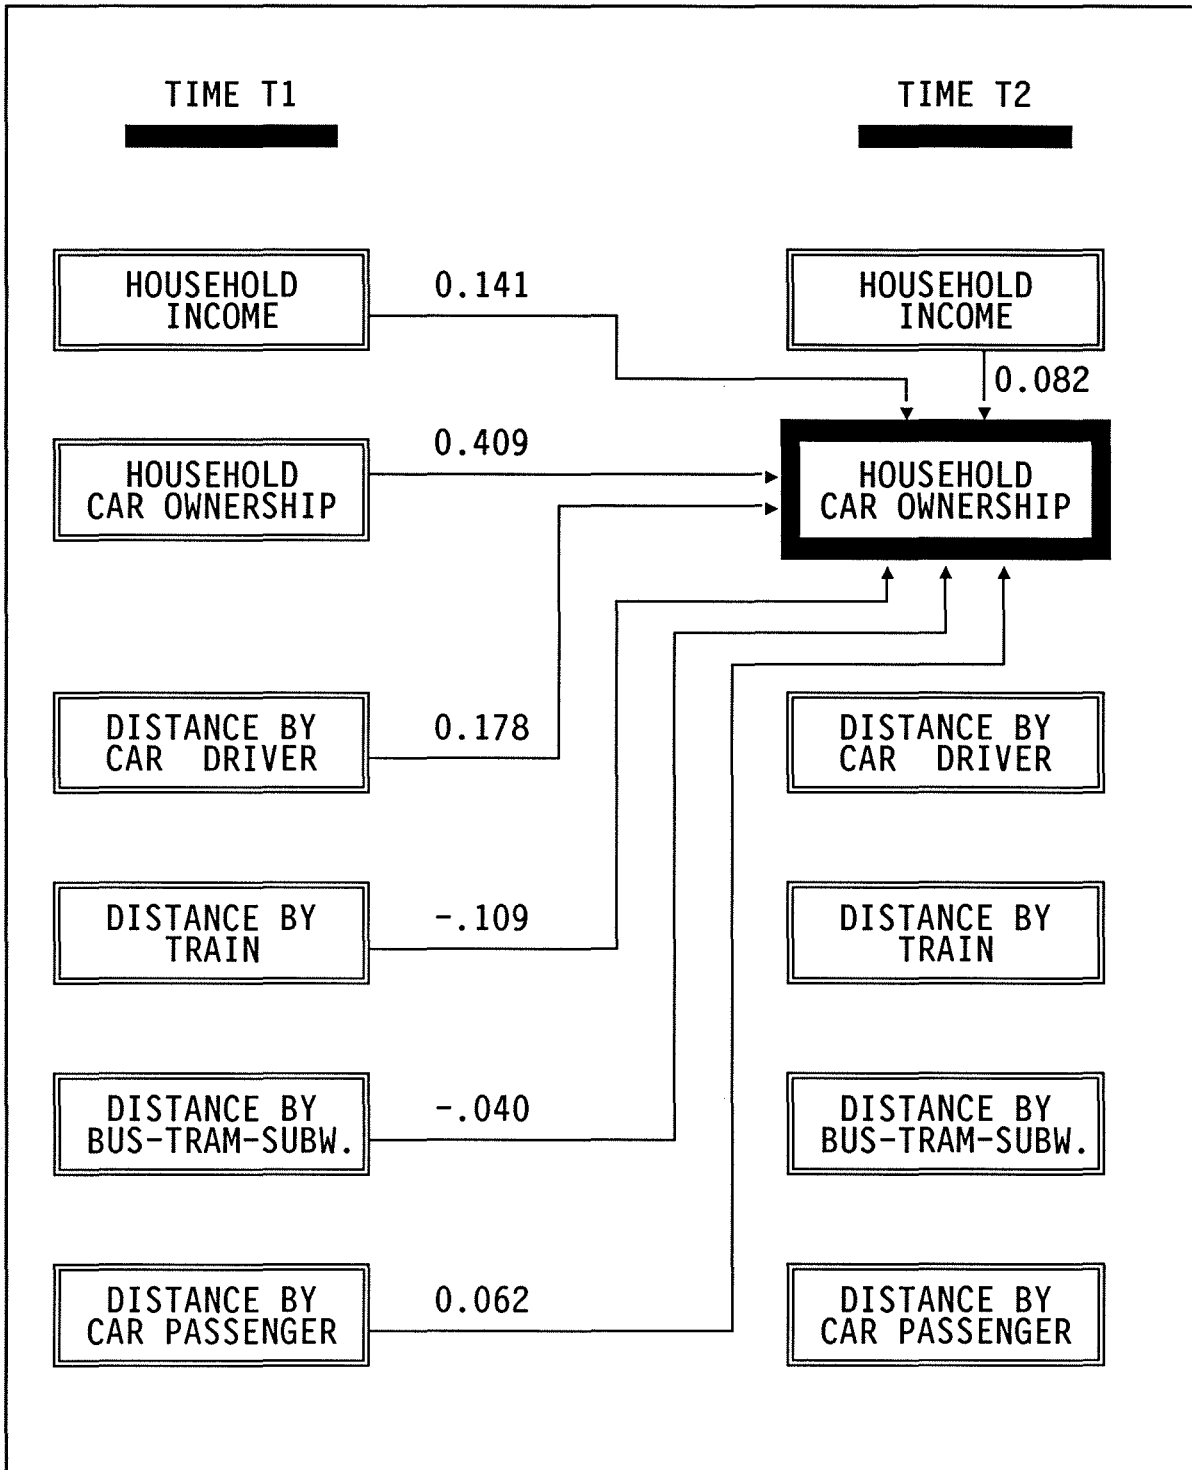 TIME T1
TIME T2
HOUSEHOLD
INCOME
0.141
HOUSEHOLD
INCOME
0.082
HOUSEHOLD
CAR OWNERSHIP
0.409
HOUSEHOLD
CAR OWNERSHIP
DISTANCE BY
CAR DRIVER
0.178
DISTANCE BY
CAR DRIVER
DISTANCE BY
TRAIN
-.109
DISTANCE BY
TRAIN
DISTANCE BY
BUS-TRAM-SUBW.
-.040
DISTANCE BY
BUS-TRAM-SUBW.
DISTANCE BY
CAR PASSENGER
0.062
DISTANCE BY
CAR PASSENGER